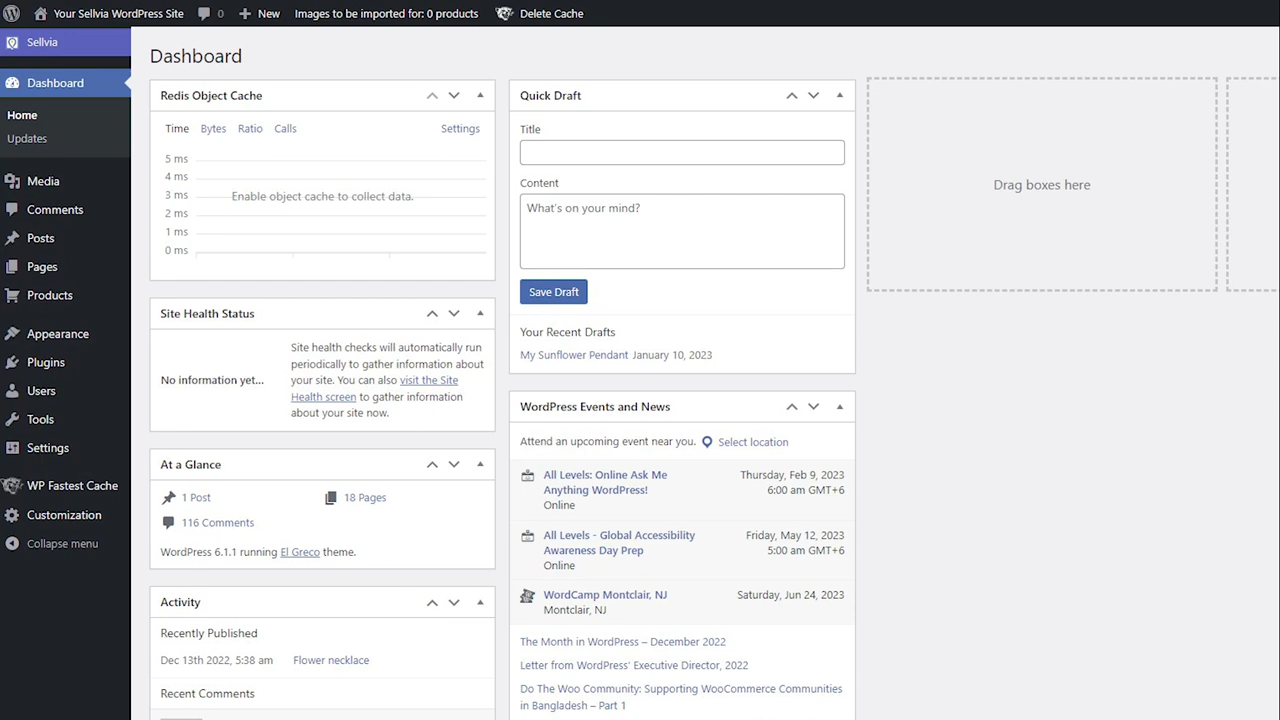 Your Sellvia WordPress Site 0 New Images to be imported for: 0 products Delete Cache
Sellvia
Dashboard
Home
Updates
Media
Comments
Posts
Pages
Products
Appearance
Plugins
Users
Tools
Settings
WP Fastest Cache
Customization
Collapse menu
Dashboard
Redis Object Cache
Time Bytes Ratio Calls Settings
5 ms
4 ms
3 ms
2 ms
1 ms
0 ms
Enable object cache to collect data.
Site Health Status
No information yet...
Site health checks will automatically run
periodically to gather information about
your site. You can also visit the Site
Health screen to gather information
about your site now.
At a Glance
1 Post 18 Pages
116 Comments
WordPress 6.1.1 running El Greco theme.
Activity
Recently Published
Dec 13th 2022, 5:38 am Flower necklace
Recent Comments
Quick Draft
Title
Content
What's on your mind?
Save Draft
Your Recent Drafts
My Sunflower Pendant January 10, 2023
WordPress Events and News
Attend an upcoming event near you. Select location
All Levels: Online Ask Me Thursday, Feb 9, 2023
Anything WordPress! 6:00 am GMT+6
Online
All Levels - Global Accessibility Friday, May 12, 2023
Awareness Day Prep 5:00 am GMT+6
Online
WordCamp Montclair, NJ Saturday, Jun 24, 2023
Montclair, NJ
The Month in WordPress – December 2022
Letter from WordPress' Executive Director, 2022
Do The Woo Community: Supporting WooCommerce Communities
in Bangladesh – Part 1
Drag boxes here